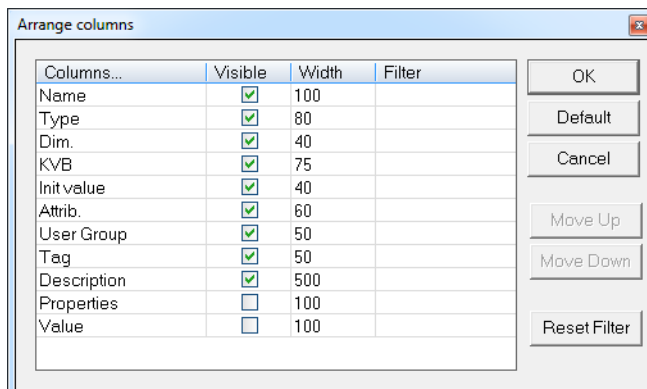 Arrange columns
Columns... Visible Width Filter
Name 100
Type 80
Dim. 40
KVB 75
Init value 40
Attrib. 60
User Group 50
Tag 50
Description 500
Properties 100
Value 100
OK
Default
Cancel
Move Up
Move Down
Reset Filter